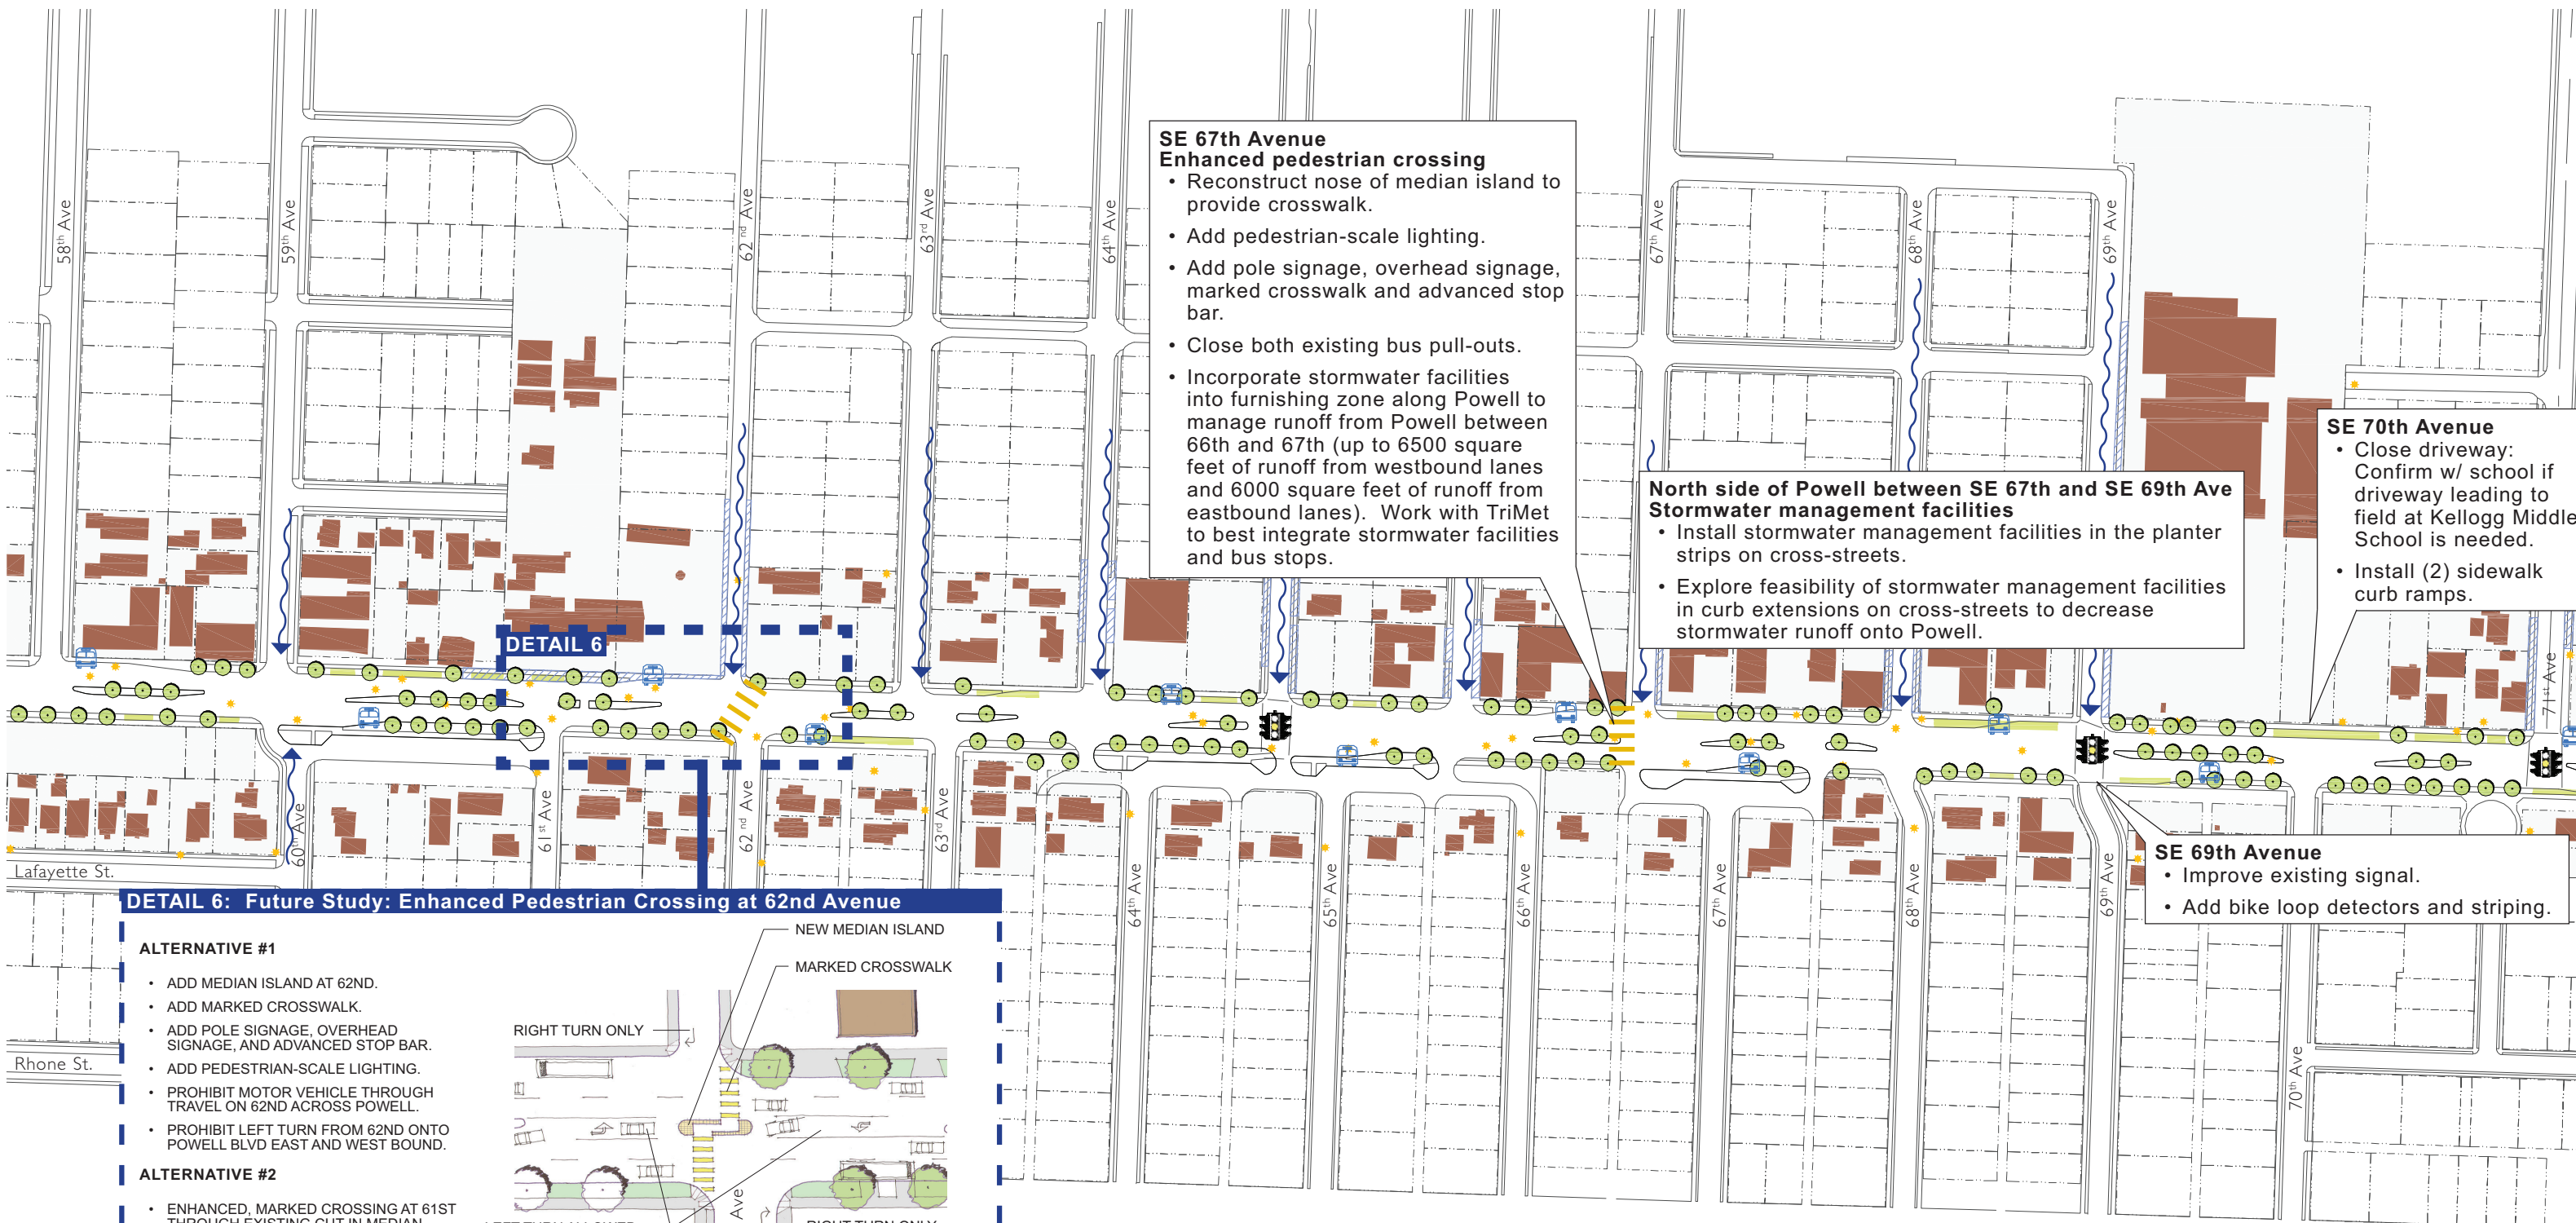 58th Ave
59th Ave
62nd Ave
63rd Ave
64th Ave
67th Ave
68th Ave
69th Ave
SE 67th Avenue
Enhanced pedestrian crossing
• Reconstruct nose of median island to
provide crosswalk.
• Add pedestrian-scale lighting.
• Add pole signage, overhead signage,
marked crosswalk and advanced stop
bar.
• Close both existing bus pull-outs.
• Incorporate stormwater facilities
into furnishing zone along Powell to
manage runoff from Powell between
66th and 67th (up to 6500 square
feet of runoff from westbound lanes
and 6000 square feet of runoff from
eastbound lanes). Work with TriMet
to best integrate stormwater facilities
and bus stops.
North side of Powell between SE 67th and SE 69th Ave
Stormwater management facilities
• Install stormwater management facilities in the planter
strips on cross-streets.
• Explore feasibility of stormwater management facilities
in curb extensions on cross-streets to decrease
stormwater runoff onto Powell.
SE 70th Avenue
• Close driveway:
Confirm w/ school if
driveway leading to
field at Kellogg Middle
School is needed.
• Install (2) sidewalk
curb ramps.
DETAIL 6
71st Ave
60th Ave
61st Ave
62nd Ave
63rd Ave
64th Ave
65th Ave
66th Ave
67th Ave
68th Ave
69th Ave
70th Ave
SE 69th Avenue
• Improve existing signal.
• Add bike loop detectors and striping.
Lafayette St.
Rhone St.
DETAIL 6: Future Study: Enhanced Pedestrian Crossing at 62nd Avenue
ALTERNATIVE #1
• ADD MEDIAN ISLAND AT 62ND.
• ADD MARKED CROSSWALK.
• ADD POLE SIGNAGE, OVERHEAD
SIGNAGE, AND ADVANCED STOP BAR.
• ADD PEDESTRIAN-SCALE LIGHTING.
• PROHIBIT MOTOR VEHICLE THROUGH
TRAVEL ON 62ND ACROSS POWELL.
• PROHIBIT LEFT TURN FROM 62ND ONTO
POWELL BLVD EAST AND WEST BOUND.
ALTERNATIVE #2
• ENHANCED, MARKED CROSSING AT 61ST
THROUGH EXISTING CUT IN MEDIAN
NEW MEDIAN ISLAND
MARKED CROSSWALK
RIGHT TURN ONLY
Ave
LEFT TURN ALLOWED
RIGHT TURN ONLY